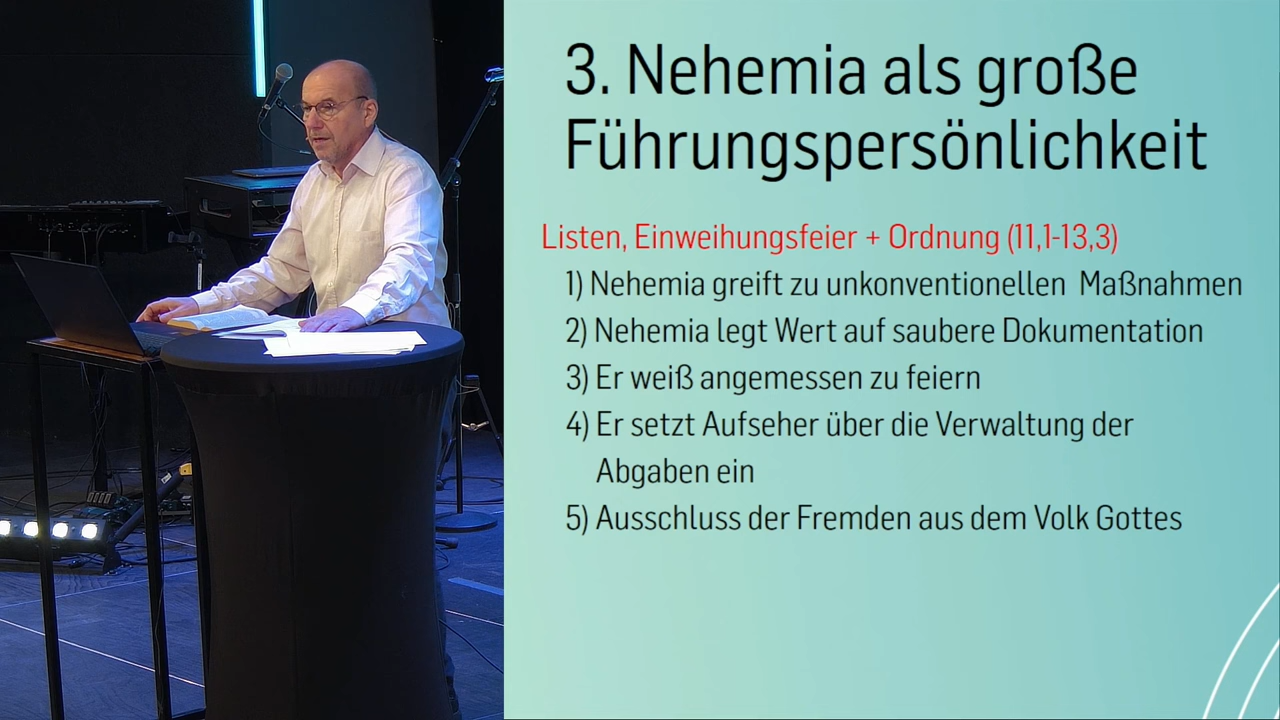 3. Nehemia als große
Führungspersönlichkeit
Listen, Einweihungsfeier + Ordnung (11,1-13,3)
1) Nehemia greift zu unkonventionellen Maßnahmen
2) Nehemia legt Wert auf saubere Dokumentation
3) Er weiß angemessen zu feiern
4) Er setzt Aufseher über die Verwaltung der
Abgaben ein
5) Ausschluss der Fremden aus dem Volk Gottes